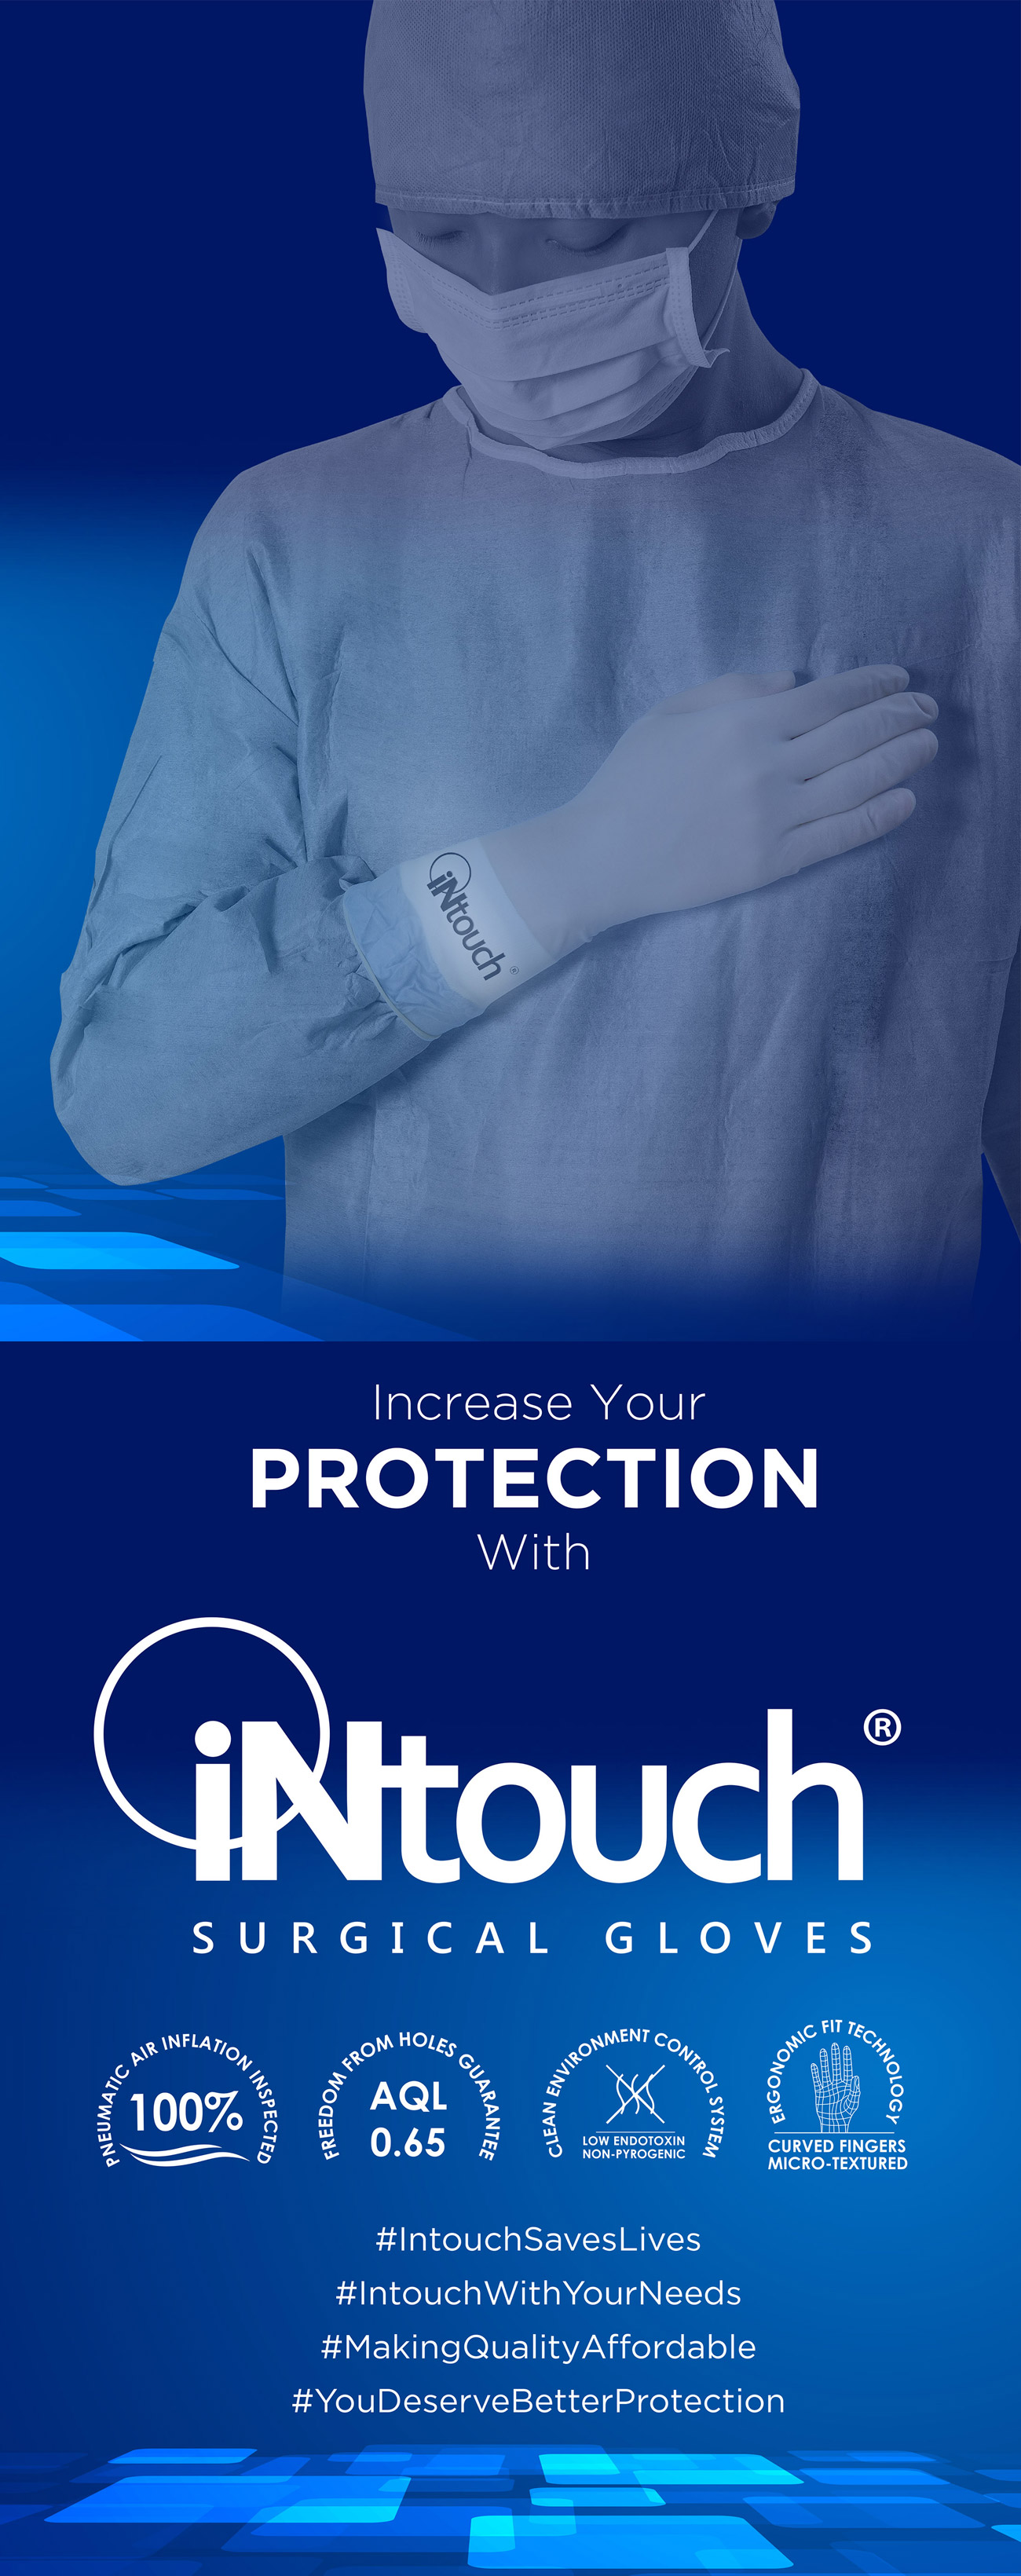 iNtouch®
Increase Your
PROTECTION
With
iNtouch®
SURGICAL GLOVES
PNEUMATIC AIR INFLATION INSPECTED
100%
FREEDOM FROM HOLES GUARANTEE
AQL
0.65
CLEAN ENVIRONMENT CONTROL SYSTEM
LOW ENDOTOXIN
NON-PYROGENIC
ERGONOMIC FIT TECHNOLOGY
CURVED FINGERS
MICRO-TEXTURED
#IntouchSavesLives
#IntouchWithYourNeeds
#MakingQualityAffordable
#YouDeserveBetterProtection